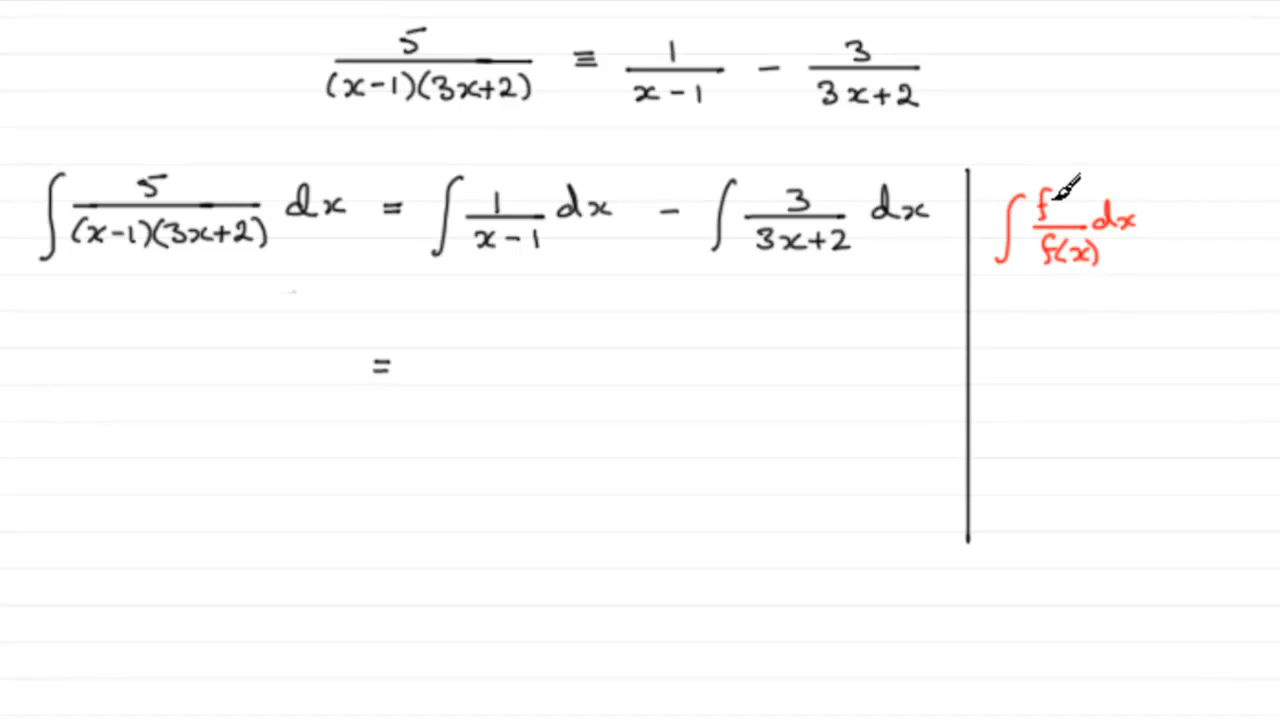 5/((x-1)(3x+2)) ≡ 1/(x-1) - 3/(3x+2)
∫ 5/((x-1)(3x+2)) dx = ∫ 1/(x-1) dx - ∫ 3/(3x+2) dx
=
∫ f/f(x) dx